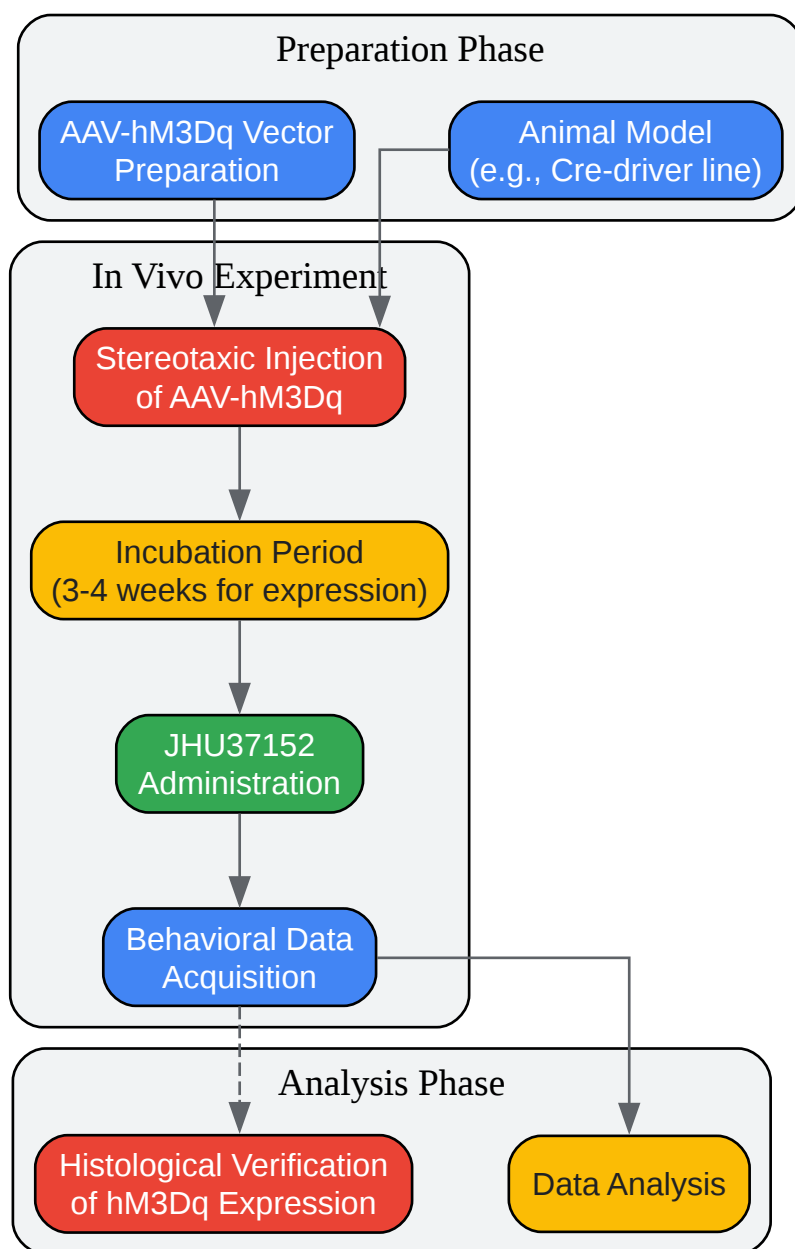 Preparation Phase
AAV-hM3Dq Vector
Preparation
Animal Model
(e.g., Cre-driver line)
In Vivo Experiment
Stereotaxic Injection
of AAV-hM3Dq
Incubation Period
(3-4 weeks for expression)
JHU37152
Administration
Behavioral Data
Acquisition
Analysis Phase
Histological Verification
of hM3Dq Expression
Data Analysis